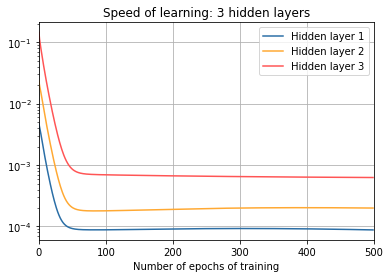 Speed of learning: 3 hidden layers
Hidden layer 1
Hidden layer 2
Hidden layer 3
10⁻¹
10⁻²
10⁻³
10⁻⁴
0 100 200 300 400 500
Number of epochs of training